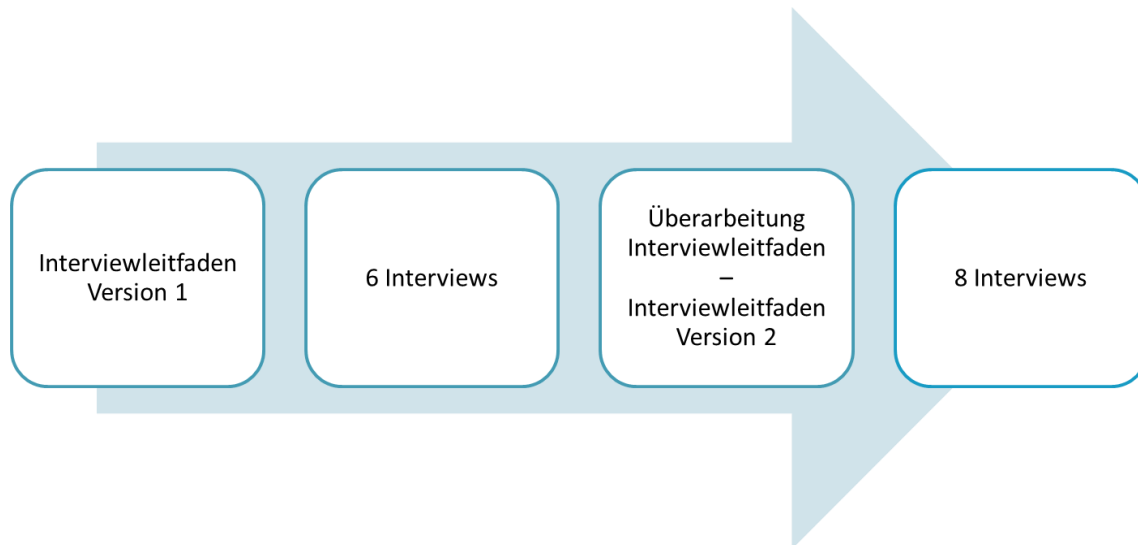 Interviewleitfaden
Version 1
6 Interviews
Überarbeitung
Interviewleitfaden
–
Interviewleitfaden
Version 2
8 Interviews